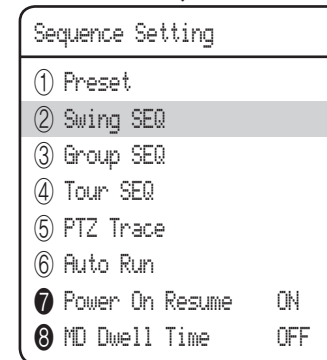 Sequence Setting
① Preset
② Swing SEQ
③ Group SEQ
④ Tour SEQ
⑤ PTZ Trace
⑥ Auto Run
❼ Power On Resume ON
❽ MD Dwell Time OFF